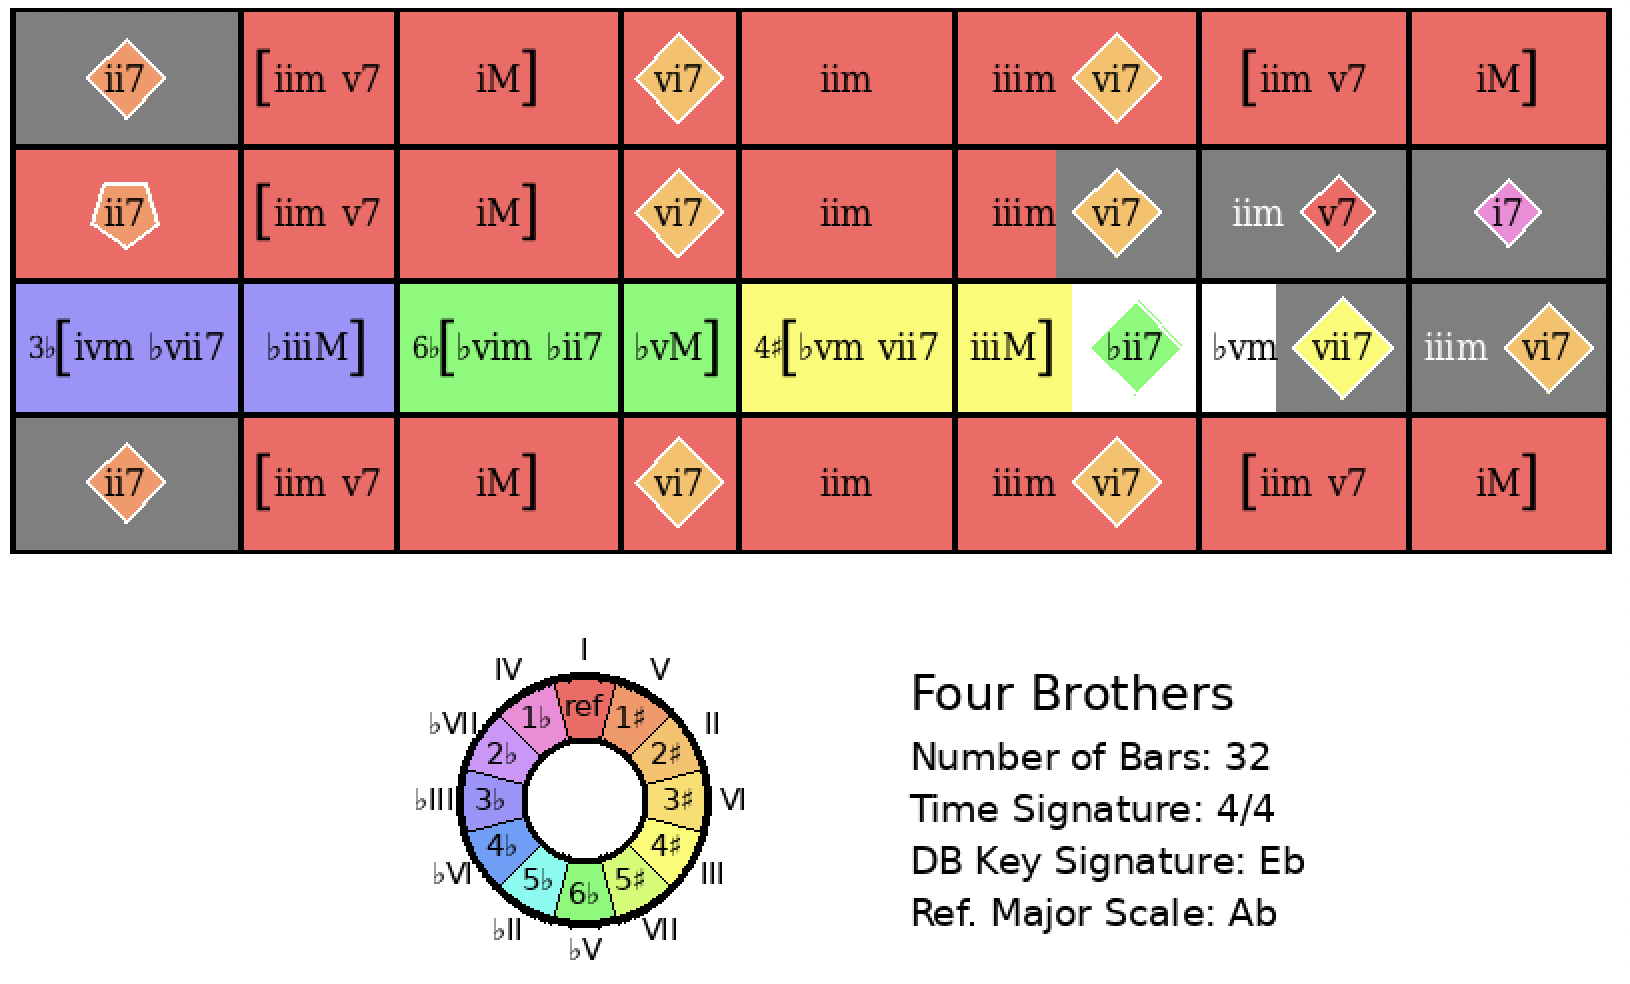 ii7 [iim v7 iM] vi7 iim iiim vi7 [iim v7 iM]
ii7 [iim v7 iM] vi7 iim iiim vi7 iim v7 i7
3♭[ivm ♭vii7 ♭iiiM] 6♭[♭vim ♭ii7 ♭vM] 4♯[♭vm vii7 iiiM] ♭ii7 ♭vm vii7 iiim vi7
ii7 [iim v7 iM] vi7 iim iiim vi7 [iim v7 iM]
I
IV V
ref
1♭ 1♯
♭VII II
2♭ 2♯
♭III 3♭ 3♯ VI
4♭ 4♯
♭VI III
5♭ 6♭ 5♯
♭II VII
♭V
Four Brothers
Number of Bars: 32
Time Signature: 4/4
DB Key Signature: Eb
Ref. Major Scale: Ab